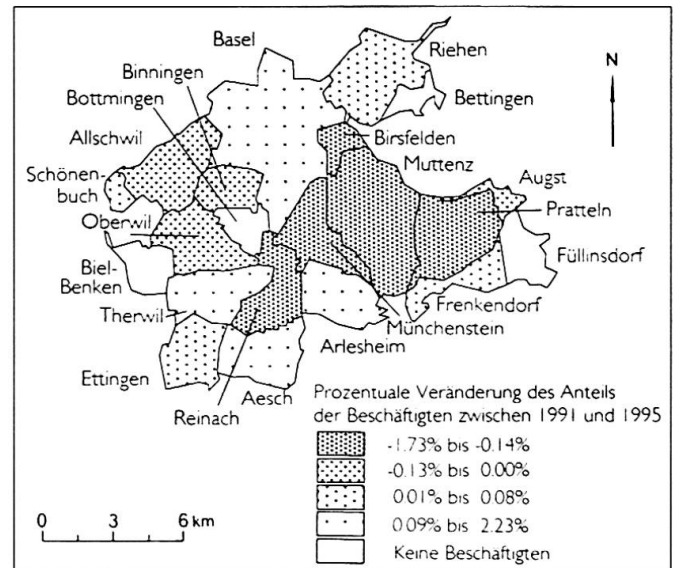 Basel
Riehen
N
Binningen
Bottmingen
Bettingen
Allschwil
Birsfelden
Muttenz
Schönen-
buch
Augst
Pratteln
Oberwil
Füllinsdorf
Biel-
Benken
Frenkendorf
Therwil
Münchenstein
Arlesheim
Ettingen
Aesch
Reinach
Prozentuale Veränderung des Anteils
der Beschäftigten zwischen 1991 und 1995
-1.73% bis -0.14%
-0.13% bis 0.00%
0.01% bis 0.08%
0.09% bis 2.23%
Keine Beschäftigten
0 3 6 km